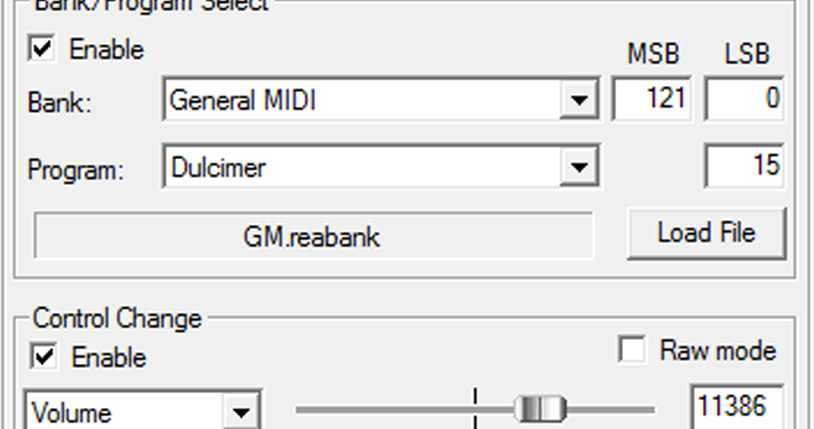 Bank/Program Select
Enable
MSB LSB
Bank: General MIDI 121 0
Program: Dulcimer 15
GM.reabank Load File
Control Change
Enable Raw mode
Volume 11386